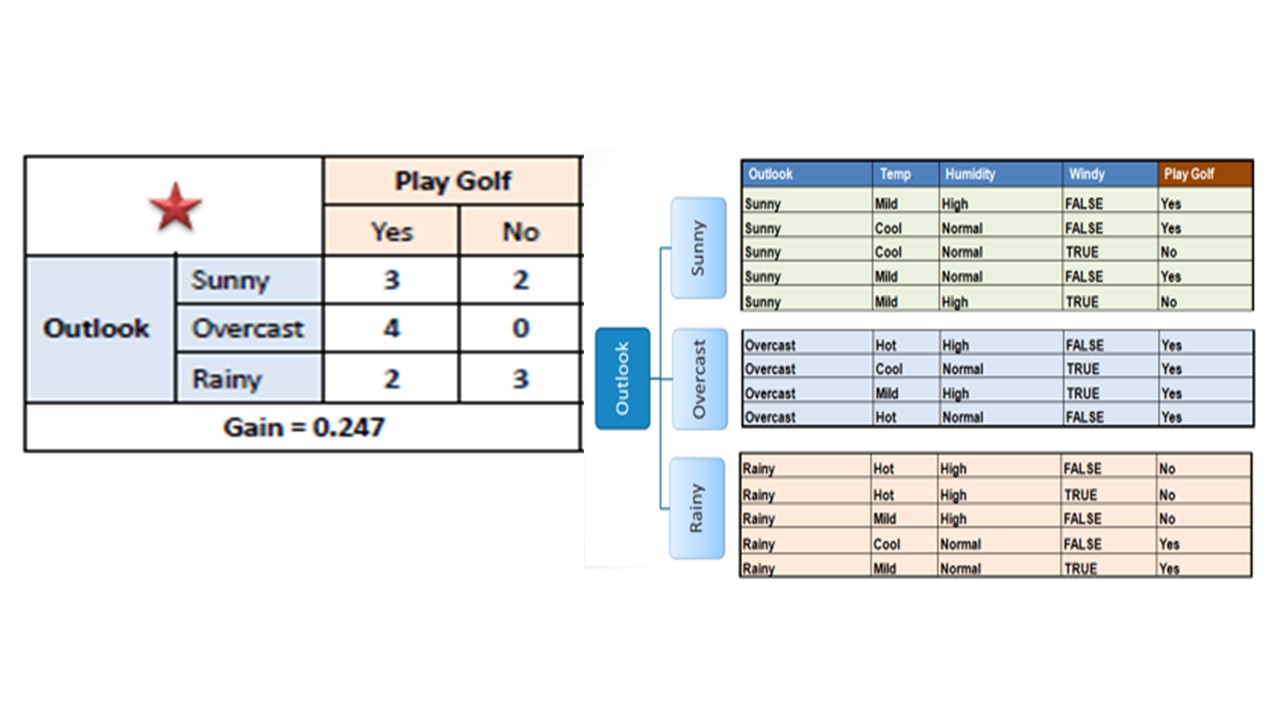 Play Golf
Yes No
Outlook Sunny 3 2
Overcast 4 0
Rainy 2 3
Gain = 0.247
Outlook
Sunny
Overcast
Rainy
Outlook Temp Humidity Windy Play Golf
Sunny Mild High FALSE Yes
Sunny Cool Normal FALSE Yes
Sunny Cool Normal TRUE No
Sunny Mild Normal FALSE Yes
Sunny Mild High TRUE No
Overcast Hot High FALSE Yes
Overcast Cool Normal TRUE Yes
Overcast Mild High TRUE Yes
Overcast Hot Normal FALSE Yes
Rainy Hot High FALSE No
Rainy Hot High TRUE No
Rainy Mild High FALSE No
Rainy Cool Normal FALSE Yes
Rainy Mild Normal TRUE Yes